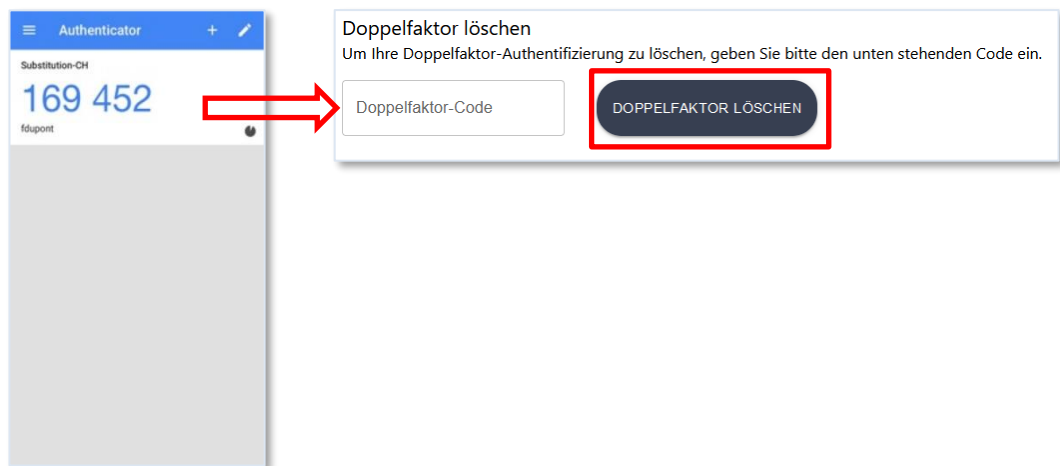 Authenticator
Substitution-CH
169 452
fdupont
Doppelfaktor löschen
Um Ihre Doppelfaktor-Authentifizierung zu löschen, geben Sie bitte den unten stehenden Code ein.
Doppelfaktor-Code
DOPPELFAKTOR LÖSCHEN